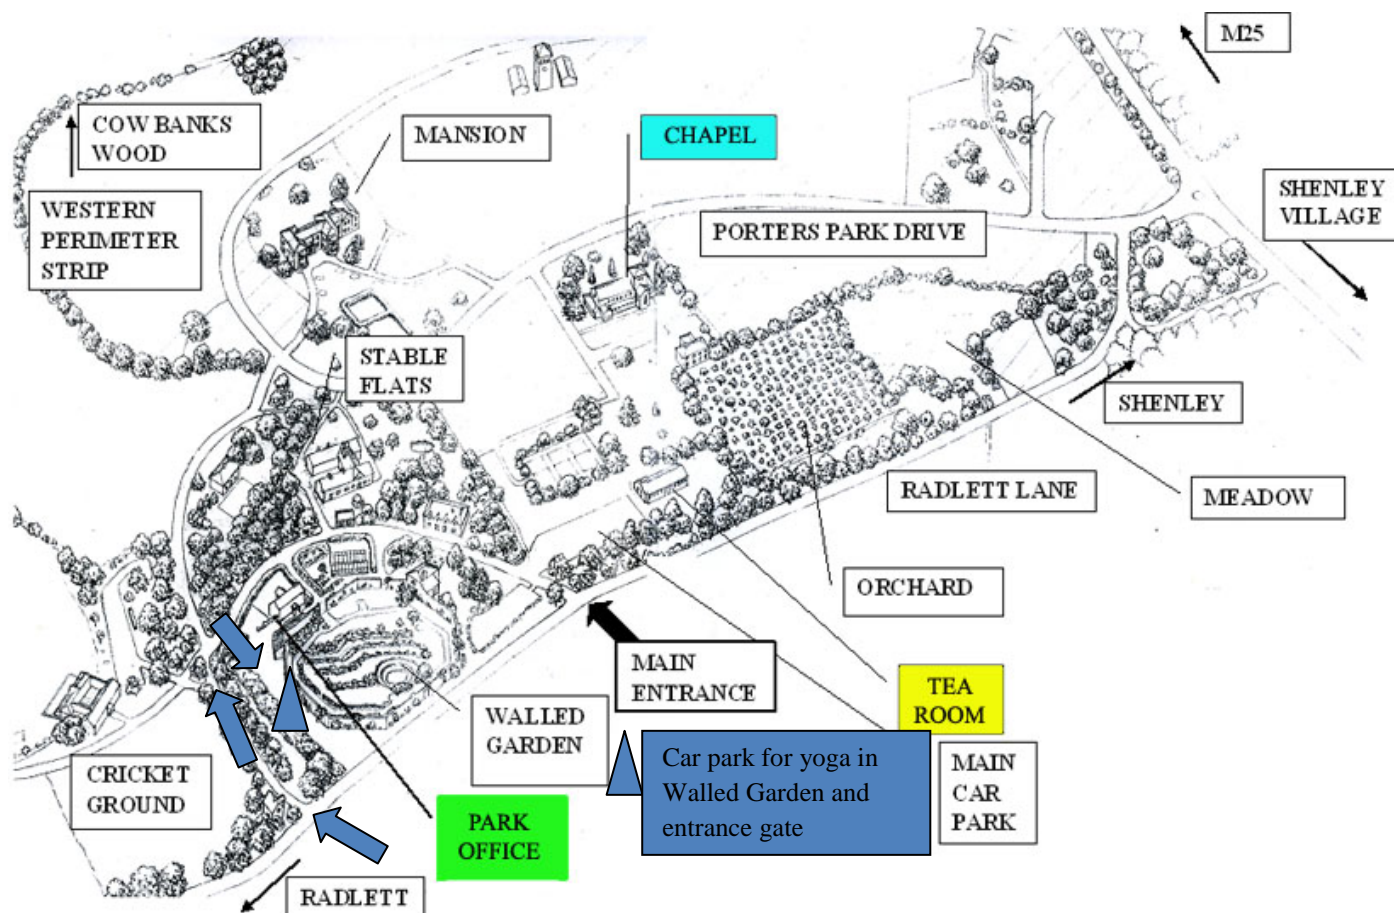 M25
COW BANKS
WOOD
MANSION
CHAPEL
SHENLEY
VILLAGE
WESTERN
PERIMETER
STRIP
PORTERS PARK DRIVE
STABLE
FLATS
SHENLEY
RADLETT LANE
MEADOW
ORCHARD
MAIN
ENTRANCE
TEA
ROOM
WALLED
GARDEN
Car park for yoga in
Walled Garden and
entrance gate
MAIN
CAR
PARK
CRICKET
GROUND
PARK
OFFICE
RADLETT